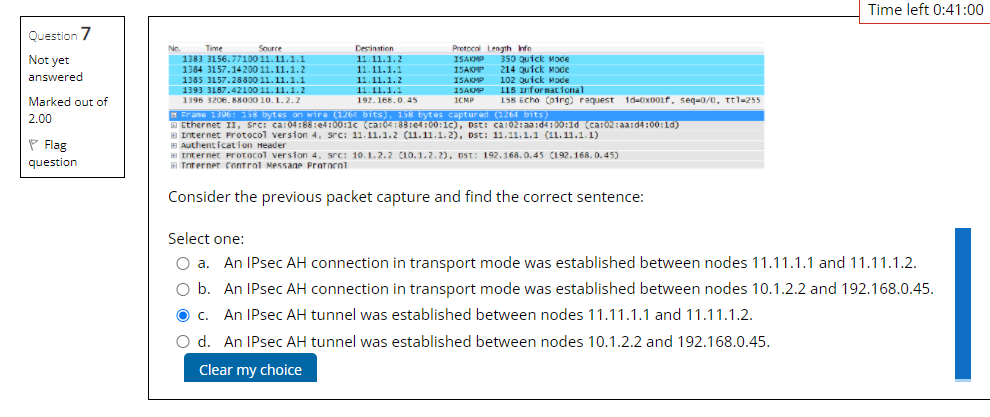 Time left 0:41:00
Question 7
Not yet
answered
Marked out of
2.00
Flag
question
No. Time Source Destination Protocol Length Info
1383 3156.77100 11.11.1.1 11.11.1.2 ISAKMP 350 Quick Mode
1384 3157.14200 11.11.1.2 11.11.1.1 ISAKMP 214 Quick Mode
1385 3157.28800 11.11.1.1 11.11.1.2 ISAKMP 102 Quick Mode
1393 3187.42100 11.11.1.2 11.11.1.1 ISAKMP 118 Informational
1396 3206.88000 10.1.2.2 192.168.0.45 ICMP 158 Echo (ping) request id=0x001f, seq=0/0, ttl=255
Frame 1396: 158 bytes on wire (1264 bits), 158 bytes captured (1264 bits)
Ethernet II, Src: ca:04:88:e4:00:1c (ca:04:88:e4:00:1c), Dst: ca:02:aa:d4:00:1d (ca:02:aa:d4:00:1d)
Internet Protocol Version 4, Src: 11.11.1.2 (11.11.1.2), Dst: 11.11.1.1 (11.11.1.1)
Authentication Header
Internet Protocol Version 4, Src: 10.1.2.2 (10.1.2.2), Dst: 192.168.0.45 (192.168.0.45)
Internet Control Message Protocol
Consider the previous packet capture and find the correct sentence:
Select one:
a. An IPsec AH connection in transport mode was established between nodes 11.11.1.1 and 11.11.1.2.
b. An IPsec AH connection in transport mode was established between nodes 10.1.2.2 and 192.168.0.45.
c. An IPSec AH tunnel was established between nodes 11.11.1.1 and 11.11.1.2.
d. An IPsec AH tunnel was established between nodes 10.1.2.2 and 192.168.0.45.
Clear my choice